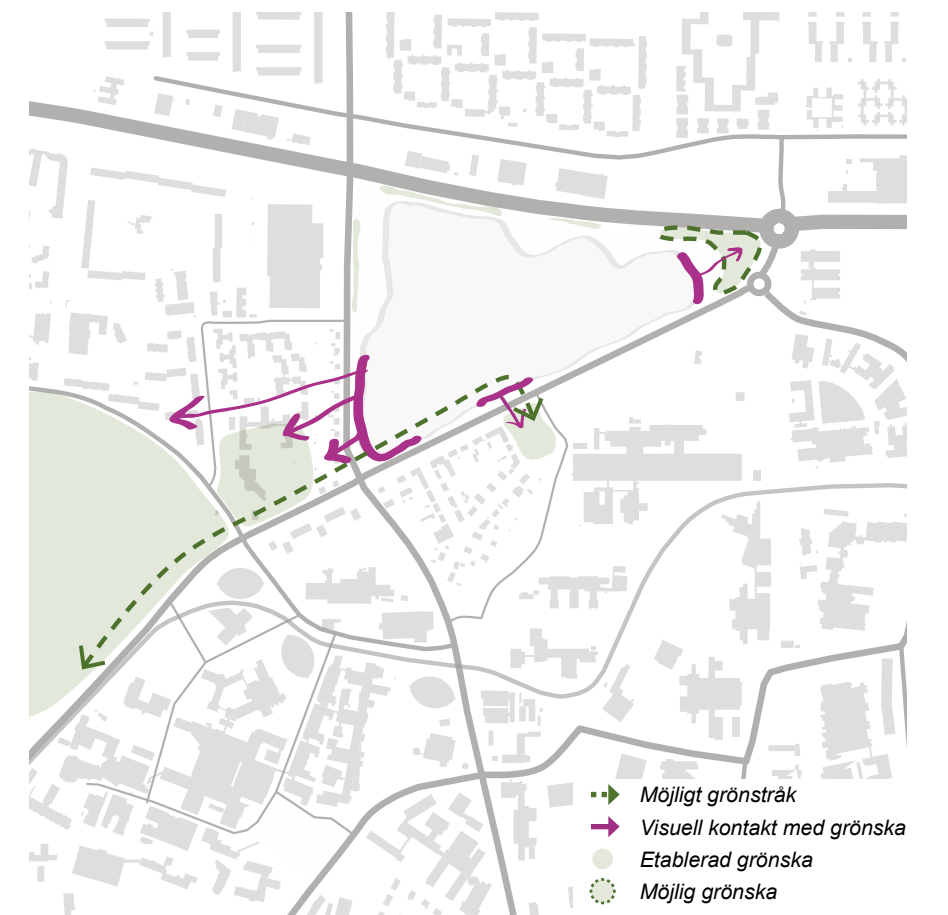 Möjligt grönstråk
Visuell kontakt med grönska
Etablerad grönska
Möjlig grönska